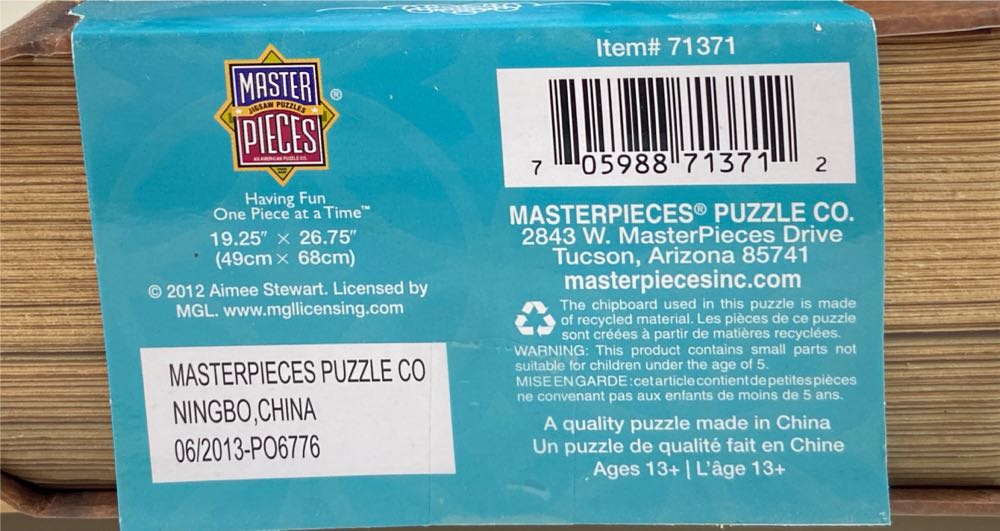 MASTER
JIGSAW PUZZLES
PIECES
AN AMERICAN PUZZLE CO.
®
Having Fun
One Piece at a Time™
19.25" × 26.75"
(49cm × 68cm)
© 2012 Aimee Stewart. Licensed by
MGL. www.mgllicensing.com
MASTERPIECES PUZZLE CO
NINGBO,CHINA
06/2013-PO6776
Item# 71371
7 05988 71371 2
MASTERPIECES® PUZZLE CO.
2843 W. MasterPieces Drive
Tucson, Arizona 85741
masterpiecesinc.com
The chipboard used in this puzzle is made
of recycled material. Les pièces de ce puzzle
sont créées à partir de matières recyclées.
WARNING: This product contains small parts not
suitable for children under the age of 5.
MISE EN GARDE : cet article contient de petites pièces
ne convenant pas aux enfants de moins de 5 ans.
A quality puzzle made in China
Un puzzle de qualité fait en Chine
Ages 13+ | L'âge 13+